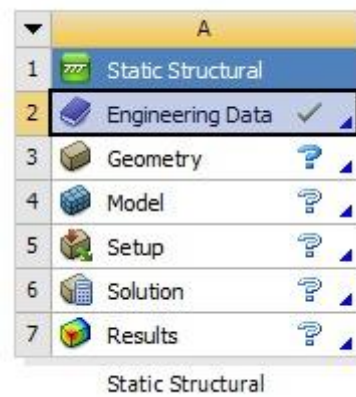 A
1 Static Structural
2 Engineering Data
3 Geometry ?
4 Model ?
5 Setup ?
6 Solution ?
7 Results ?
Static Structural